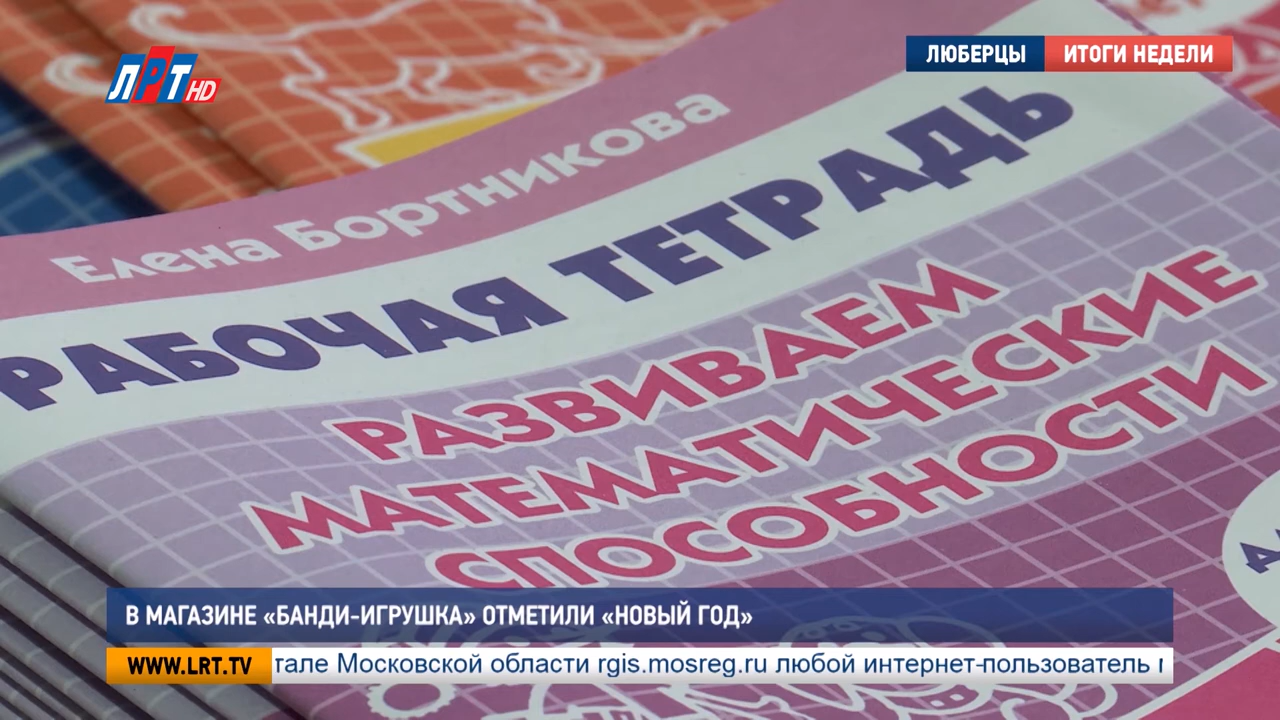 ЛРТ HD
ЛЮБЕРЦЫ ИТОГИ НЕДЕЛИ
Елена Бортникова
РАБОЧАЯ ТЕТРАДЬ
РАЗВИВАЕМ
МАТЕМАТИЧЕСКИЕ
СПОСОБНОСТИ
В МАГАЗИНЕ «БАНДИ-ИГРУШКА» ОТМЕТИЛИ «НОВЫЙ ГОД»
WWW.LRT.TV тале Московской области rgis.mosreg.ru любой интернет-пользователь